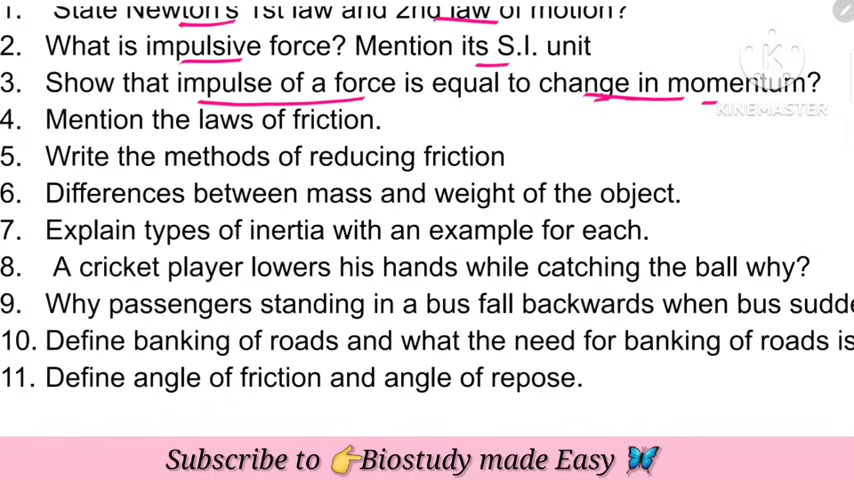 1. State Newton's 1st law and 2nd law of motion?
2. What is impulsive force? Mention its S.I. unit
3. Show that impulse of a force is equal to change in momentum?
KINEMASTER
4. Mention the laws of friction.
5. Write the methods of reducing friction
6. Differences between mass and weight of the object.
7. Explain types of inertia with an example for each.
8. A cricket player lowers his hands while catching the ball why?
9. Why passengers standing in a bus fall backwards when bus sudde
10. Define banking of roads and what the need for banking of roads is
11. Define angle of friction and angle of repose.
Subscribe to 👉Biostudy made Easy 🦋